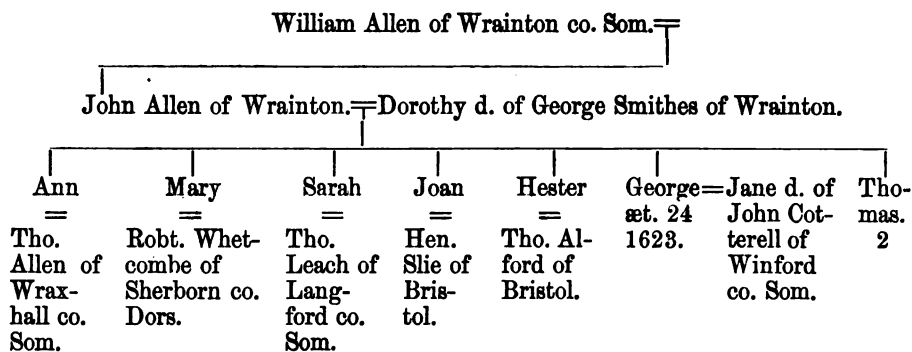 William Allen of Wrainton co. Som.=
John Allen of Wrainton.=Dorothy d. of George Smithes of Wrainton.
Ann
=
Tho.
Allen of
Wrax-
hall co.
Som.
Mary
=
Robt. Whet-
combe of
Sherborn co.
Dors.
Sarah
=
Tho.
Leach of
Lang-
ford co.
Som.
Joan
=
Hen.
Slie of
Bris-
tol.
Hester
=
Tho. Al-
ford of
Bristol.
George=
æt. 24
1623.
Jane d. of
John Cot-
terell of
Winford
co. Som.
Tho-
mas.
2